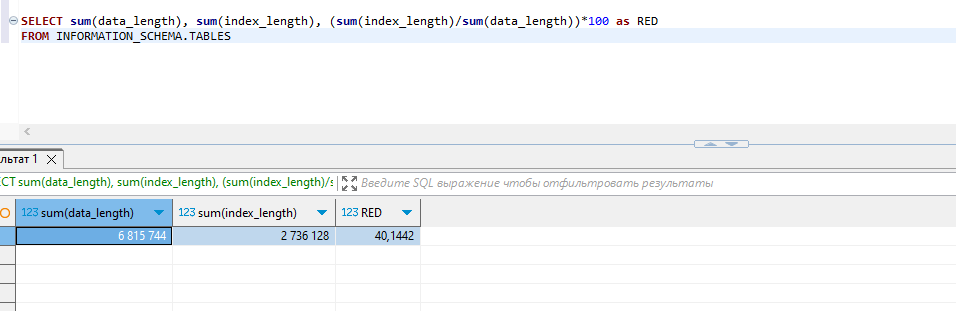 SELECT sum(data_length), sum(index_length), (sum(index_length)/sum(data_length))*100 as RED
FROM INFORMATION_SCHEMA.TABLES
льтат 1
CT sum(data_length), sum(index_length), (sum(index_length)/s
Введите SQL выражение чтобы отфильтровать результаты
123 sum(data_length) 123 sum(index_length) 123 RED
6 815 744 2 736 128 40,1442